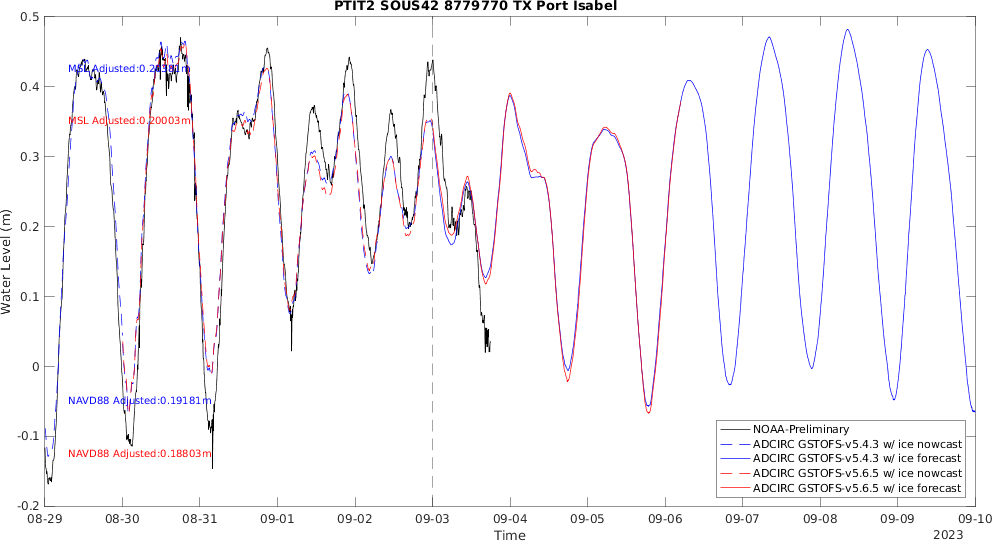 PTIT2 SOUS42 8779770 TX Port Isabel
0.5
0.4
0.3
0.2
0.1
0
-0.1
-0.2
Water Level (m)
MSL Adjusted:
MSL Adjusted:0.20003m
NAVD88 Adjusted:0.19181m
NAVD88 Adjusted:0.18803m
NOAA-Preliminary
ADCIRC GSTOFS-v5.4.3 w/ ice nowcast
ADCIRC GSTOFS-v5.4.3 w/ ice forecast
ADCIRC GSTOFS-v5.6.5 w/ ice nowcast
ADCIRC GSTOFS-v5.6.5 w/ ice forecast
08-29 08-30 08-31 09-01 09-02 09-03 09-04 09-05 09-06 09-07 09-08 09-09 09-10
Time
2023